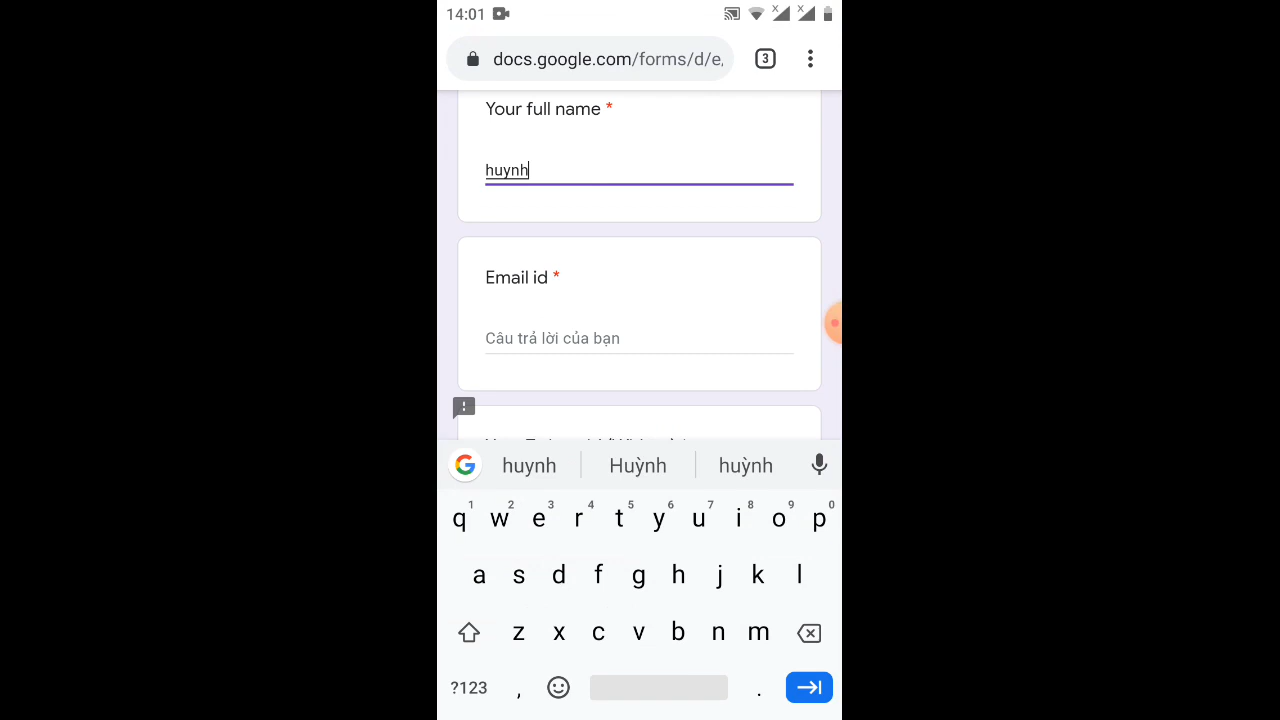 14:01
docs.google.com/forms/d/e,
3
Your full name *
huynh
Email id *
Câu trả lời của bạn
huynh Huỳnh huỳnh
1 2 3 4 5 6 7 8 9 0
q w e r t y u i o p
a s d f g h j k l
z x c v b n m
?123 , .